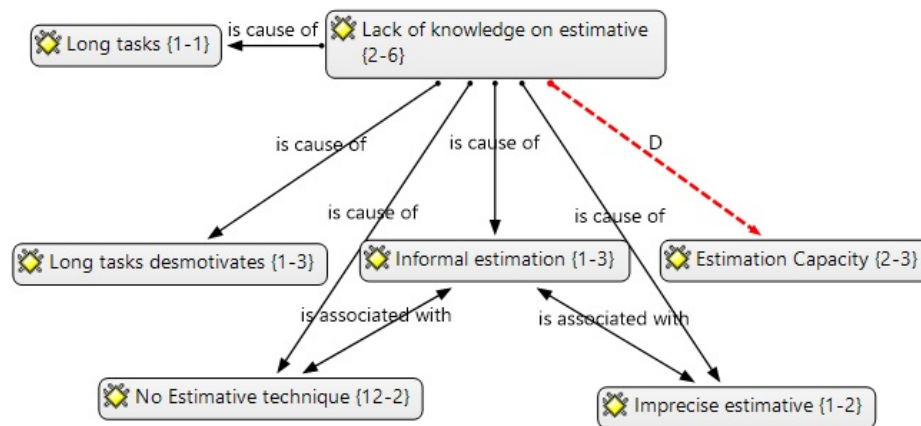 is cause of
Long tasks {1-1}
Lack of knowledge on estimative
{2-6}
is cause of
is cause of
D
is cause of
is cause of
Long tasks desmotivates {1-3}
Informal estimation {1-3}
Estimation Capacity {2-3}
is associated with
is associated with
No Estimative technique {12-2}
Imprecise estimative {1-2}